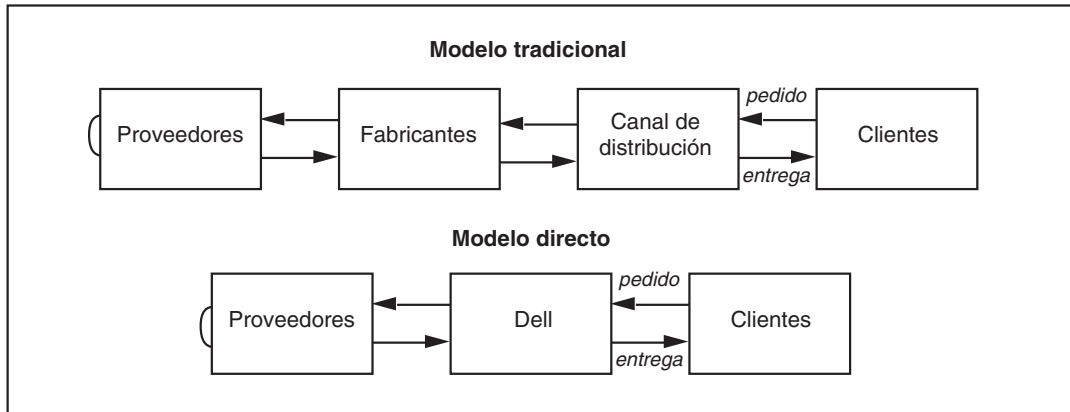 Modelo tradicional
pedido
Proveedores
Fabricantes
Canal de
distribución
Clientes
entrega
Modelo directo
pedido
Proveedores
Dell
Clientes
entrega